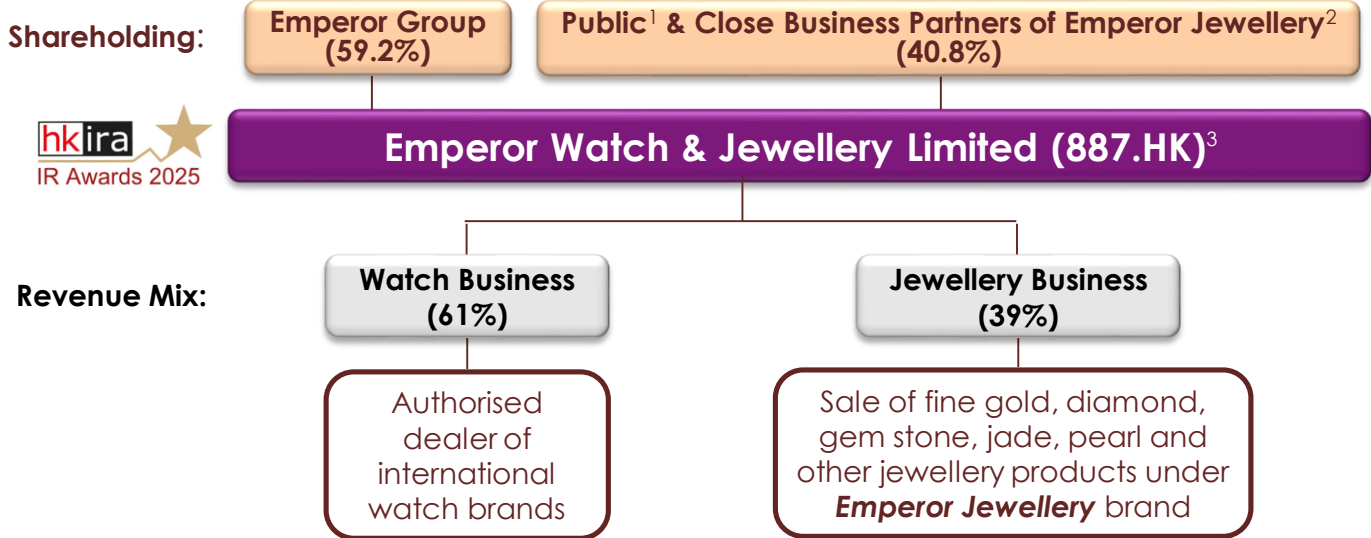 Shareholding:
Emperor Group
(59.2%)
Public¹ & Close Business Partners of Emperor Jewellery²
(40.8%)
hkira
IR Awards 2025
Emperor Watch & Jewellery Limited (887.HK)³
Revenue Mix:
Watch Business
(61%)
Jewellery Business
(39%)
Authorised
dealer of
international
watch brands
Sale of fine gold, diamond,
gem stone, jade, pearl and
other jewellery products under
Emperor Jewellery brand